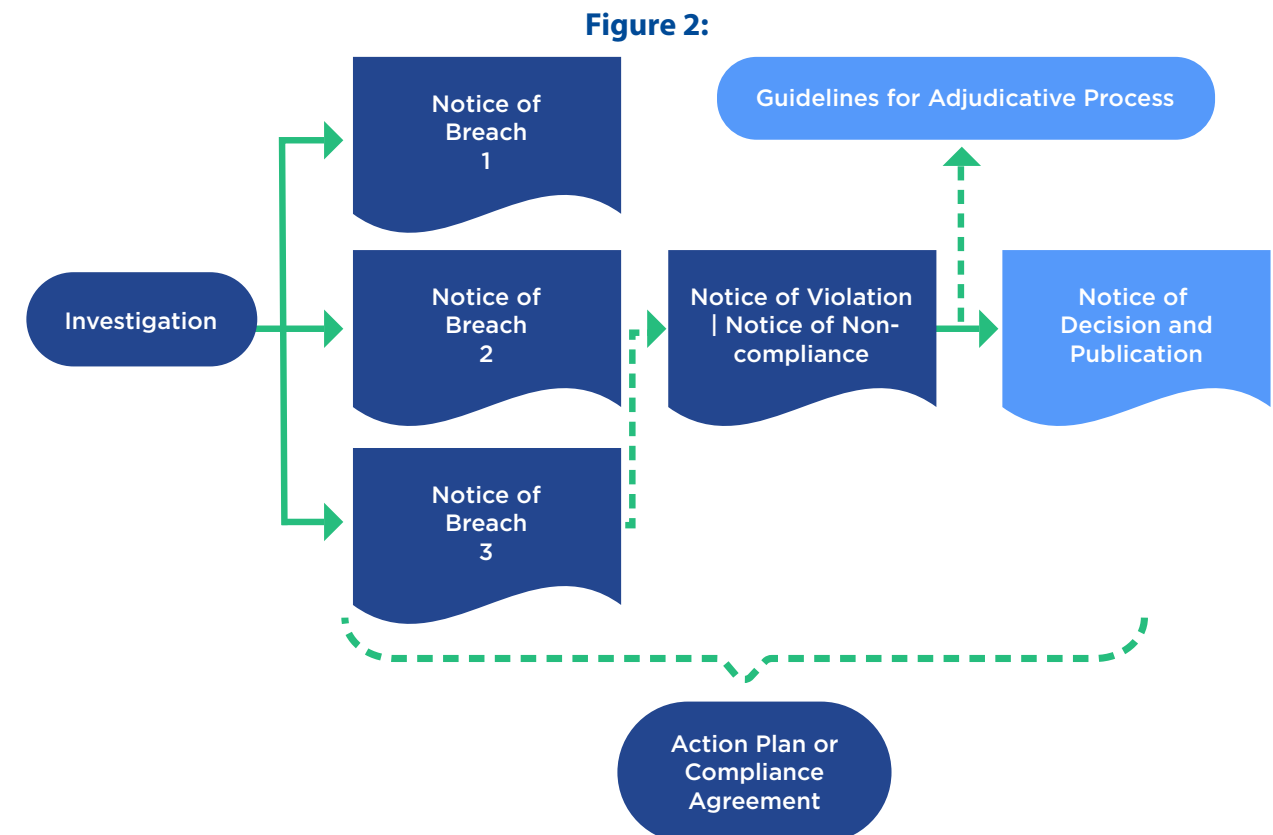 Figure 2:
Notice of
Breach
1
Guidelines for Adjudicative Process
Investigation
Notice of
Breach
2
Notice of Violation
| Notice of Non-
compliance
Notice of
Decision and
Publication
Notice of
Breach
3
Action Plan or
Compliance
Agreement